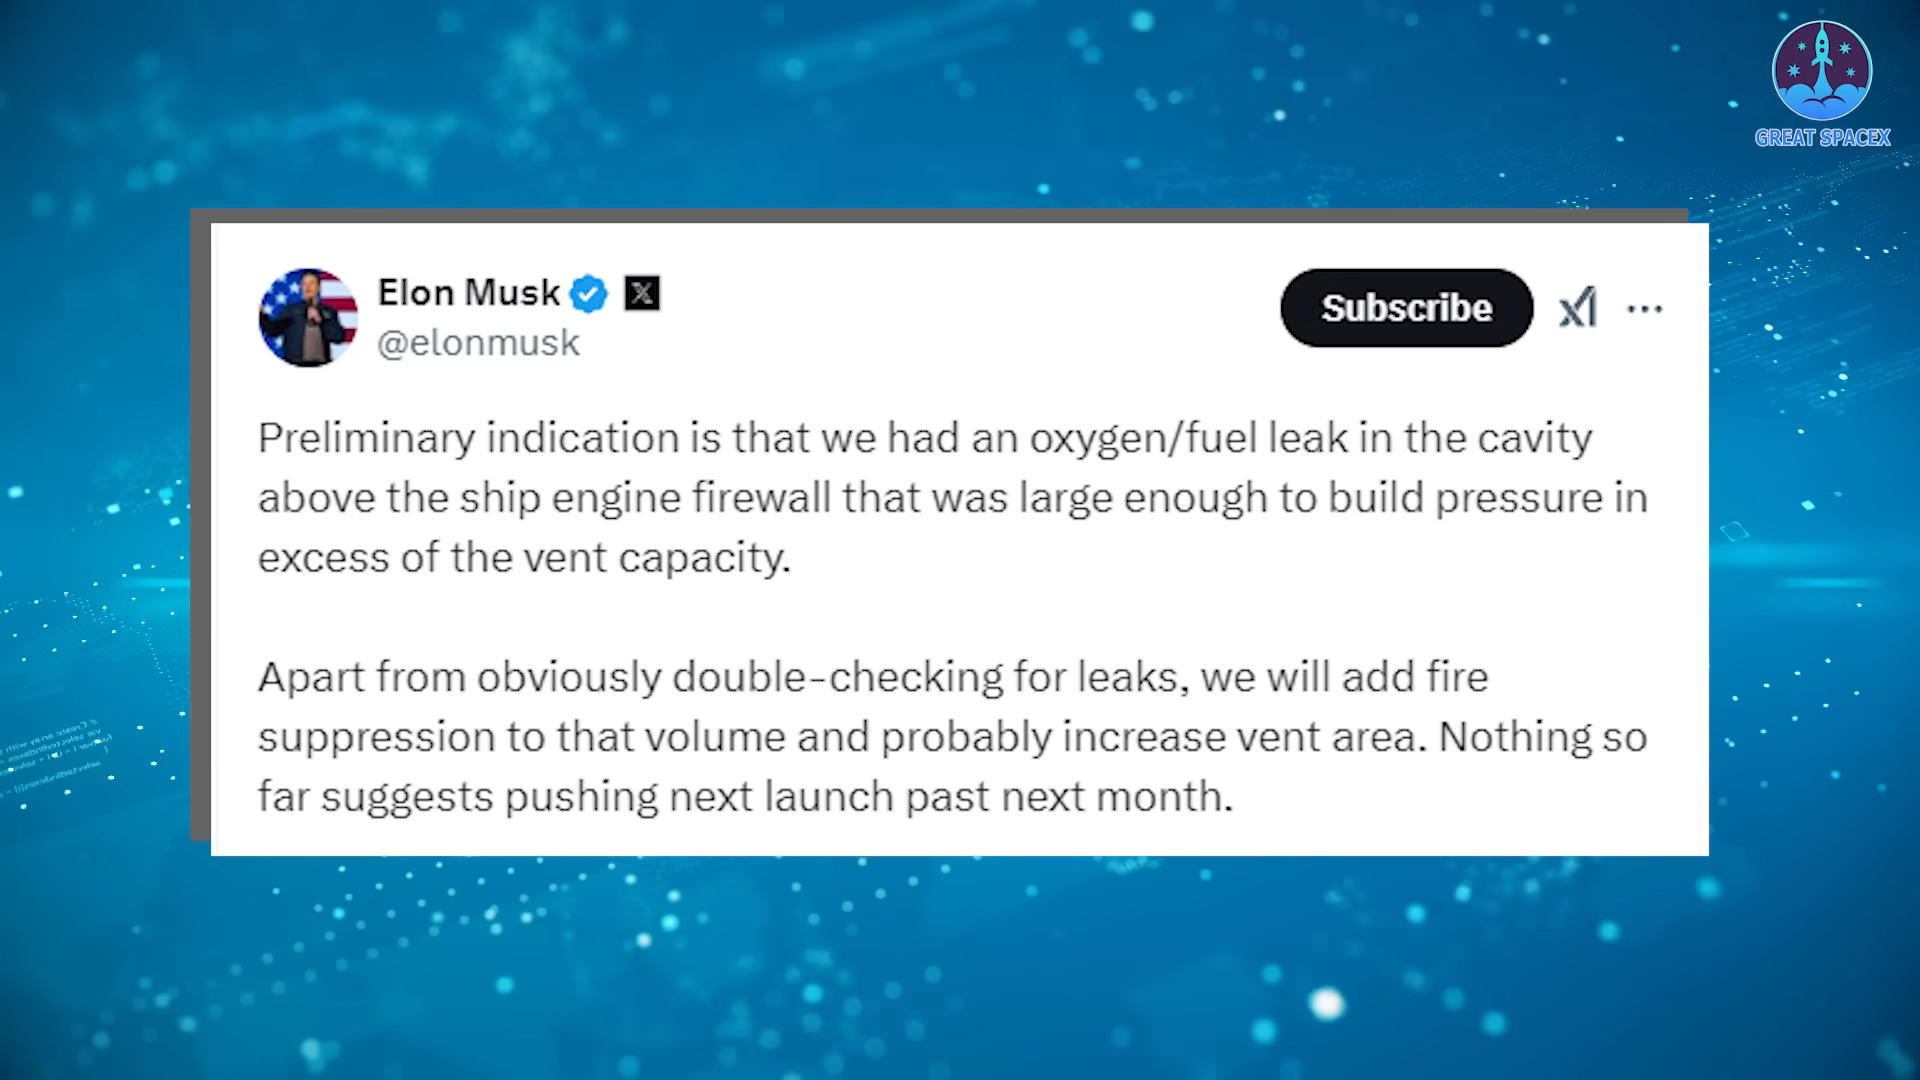 GREAT SPACEX
Elon Musk
@elonmusk
Subscribe
Preliminary indication is that we had an oxygen/fuel leak in the cavity
above the ship engine firewall that was large enough to build pressure in
excess of the vent capacity.
Apart from obviously double-checking for leaks, we will add fire
suppression to that volume and probably increase vent area. Nothing so
far suggests pushing next launch past next month.